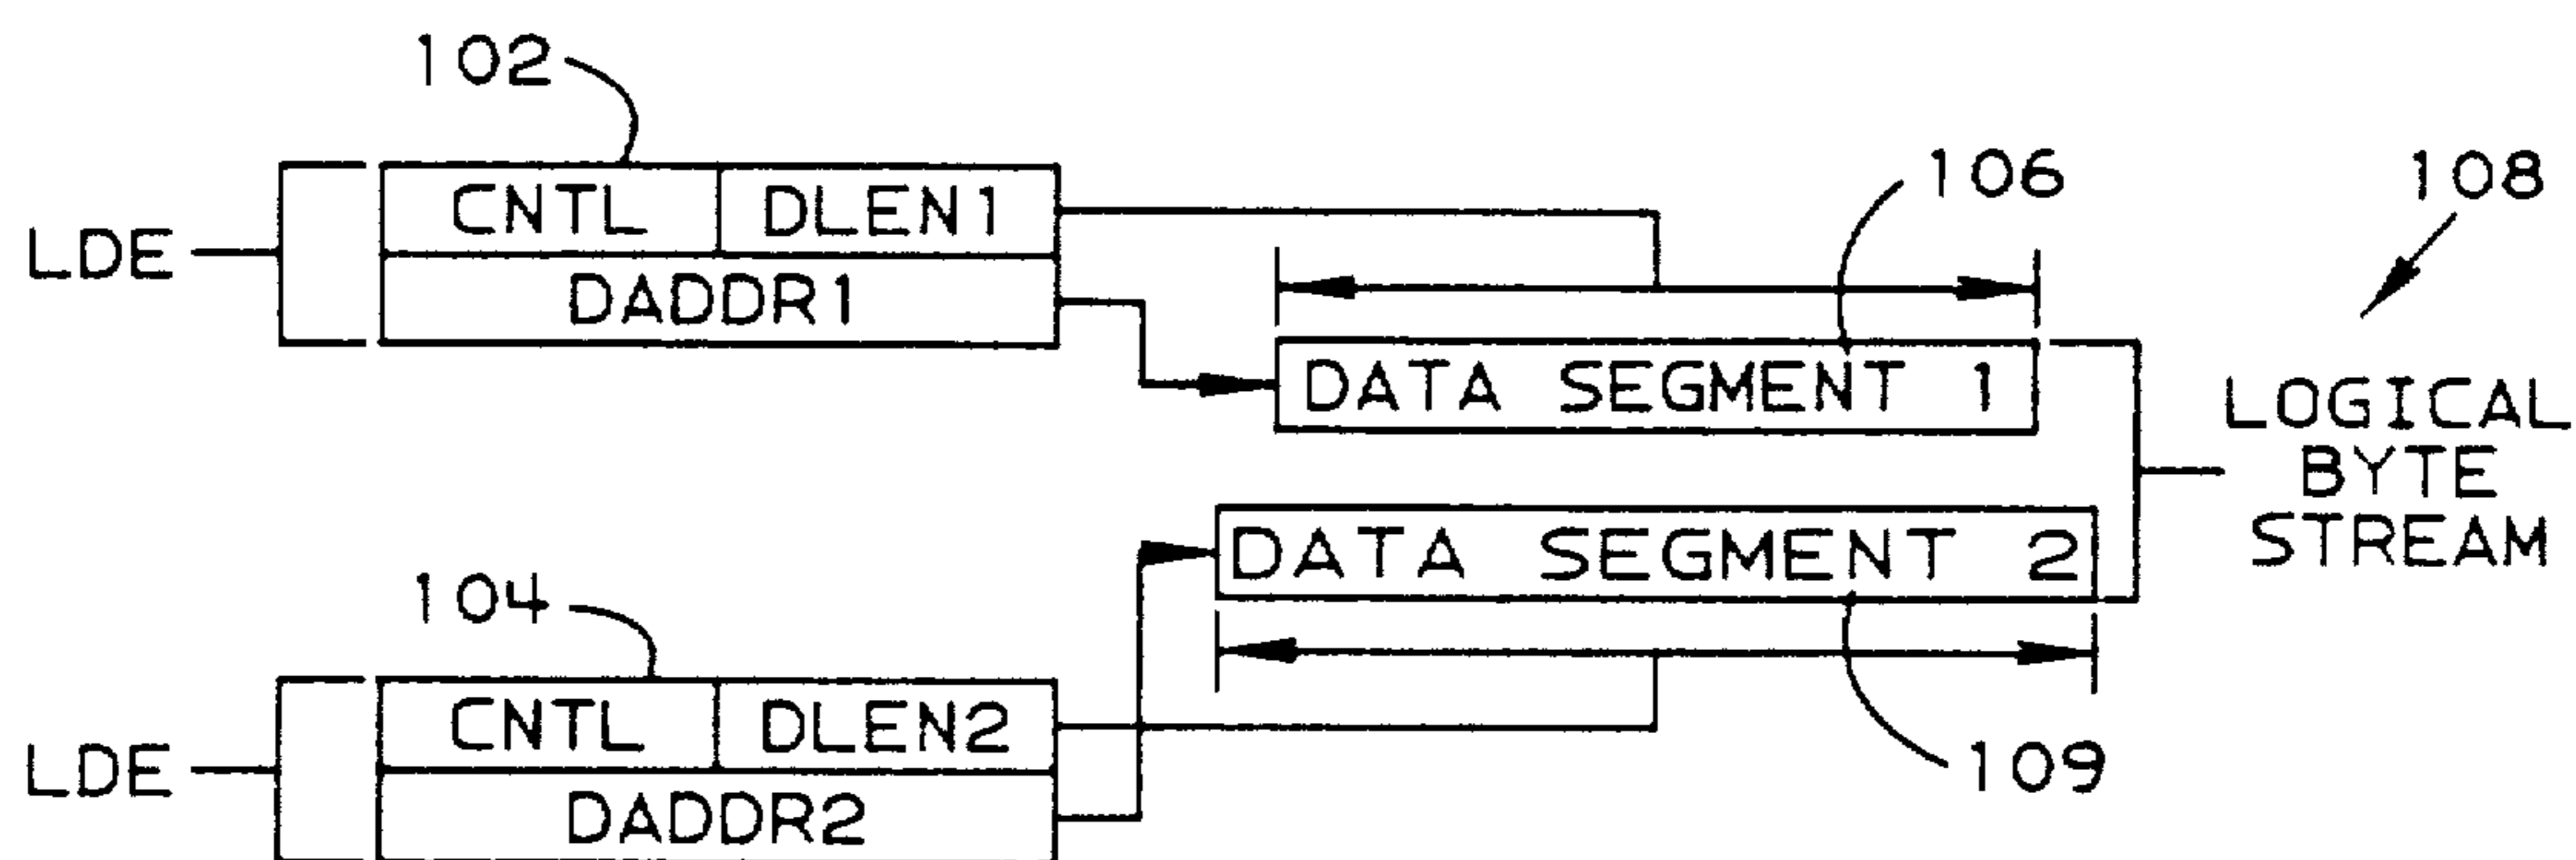 102
106
108
LDE
CNTL
DLEN1
DADDR1
DATA SEGMENT 1
LOGICAL
BYTE
STREAM
DATA SEGMENT 2
104
109
LDE
CNTL
DLEN2
DADDR2